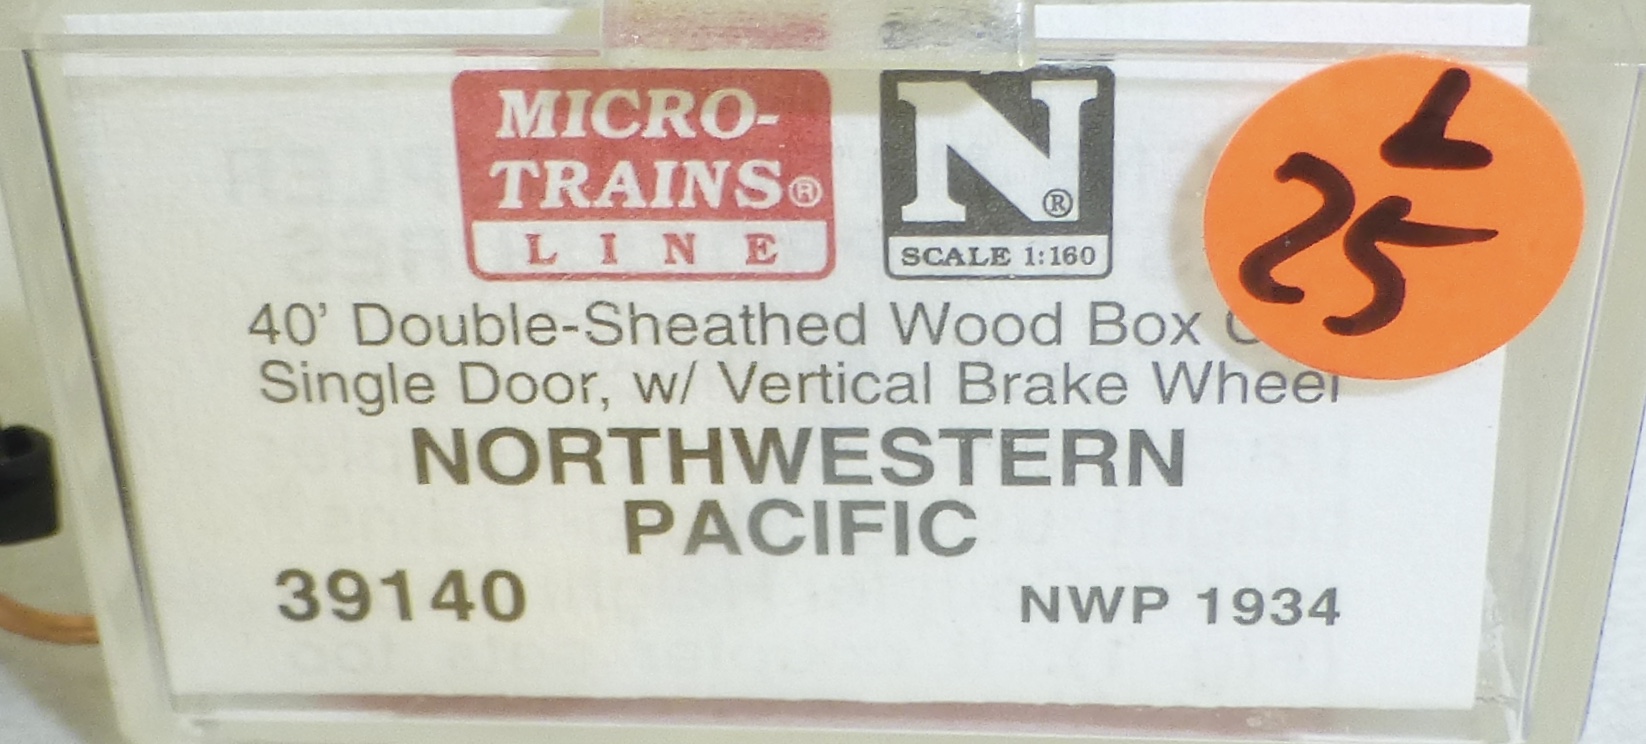 MICRO-
TRAINS®
LINE
N®
SCALE 1:160
L
25
40' Double-Sheathed Wood Box
Single Door, w/ Vertical Brake Wheel
NORTHWESTERN
PACIFIC
39140
NWP 1934